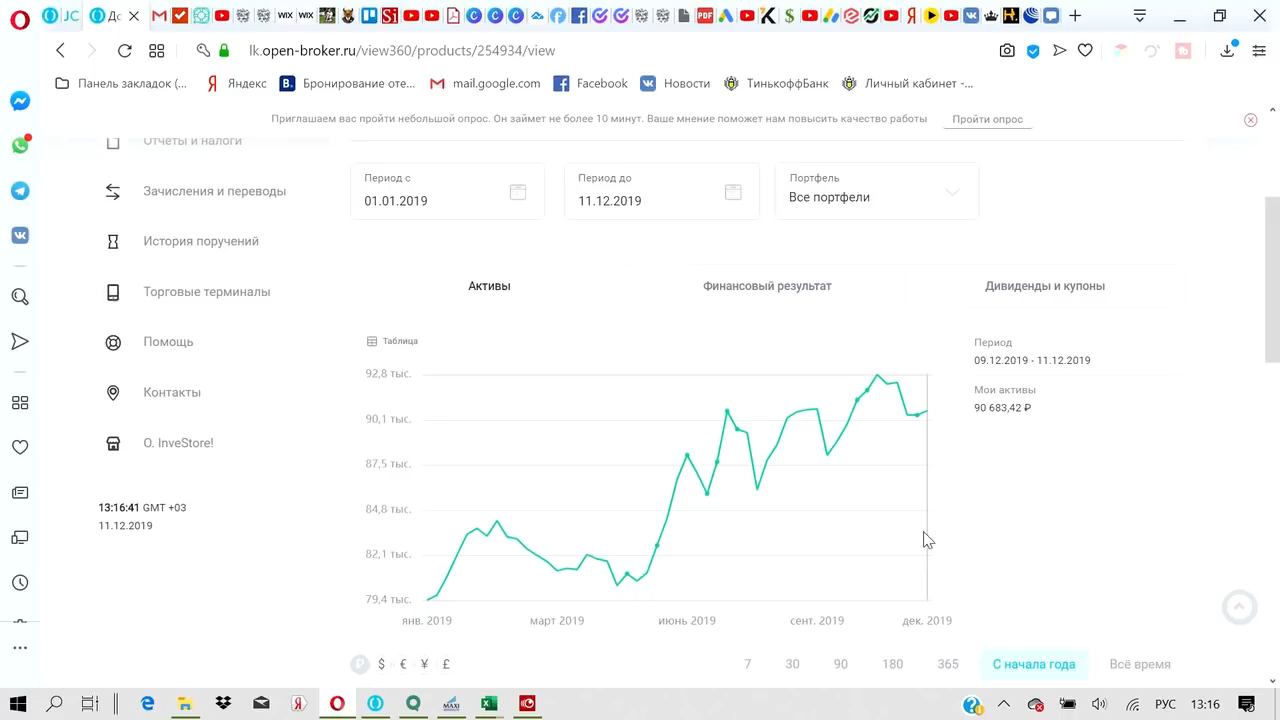 JC
До
lk.open-broker.ru/view360/products/254934/view
Панель закладок (...
Яндекс
Бронирование оте...
mail.google.com
Facebook
Новости
ТинькоффБанк
Личный кабинет -...
Приглашаем вас пройти небольшой опрос. Он займет не более 10 минут. Ваше мнение поможет нам повысить качество работы
Пройти опрос
Отчеты и налоги
Зачисления и переводы
История поручений
Торговые терминалы
Помощь
Контакты
O. InveStore!
13:16:41 GMT +03
11.12.2019
Период с
01.01.2019
Период до
11.12.2019
Портфель
Все портфели
Активы
Финансовый результат
Дивиденды и купоны
Таблица
92,8 тыс.
90,1 тыс.
87,5 тыс.
84,8 тыс.
82,1 тыс.
79,4 тыс.
янв. 2019
март 2019
июнь 2019
сент. 2019
дек. 2019
Период
09.12.2019 - 11.12.2019
Мои активы
90 683,42 ₽
₽ $ € ¥ £
7
30
90
180
365
С начала года
Всё время
РУС
13:16